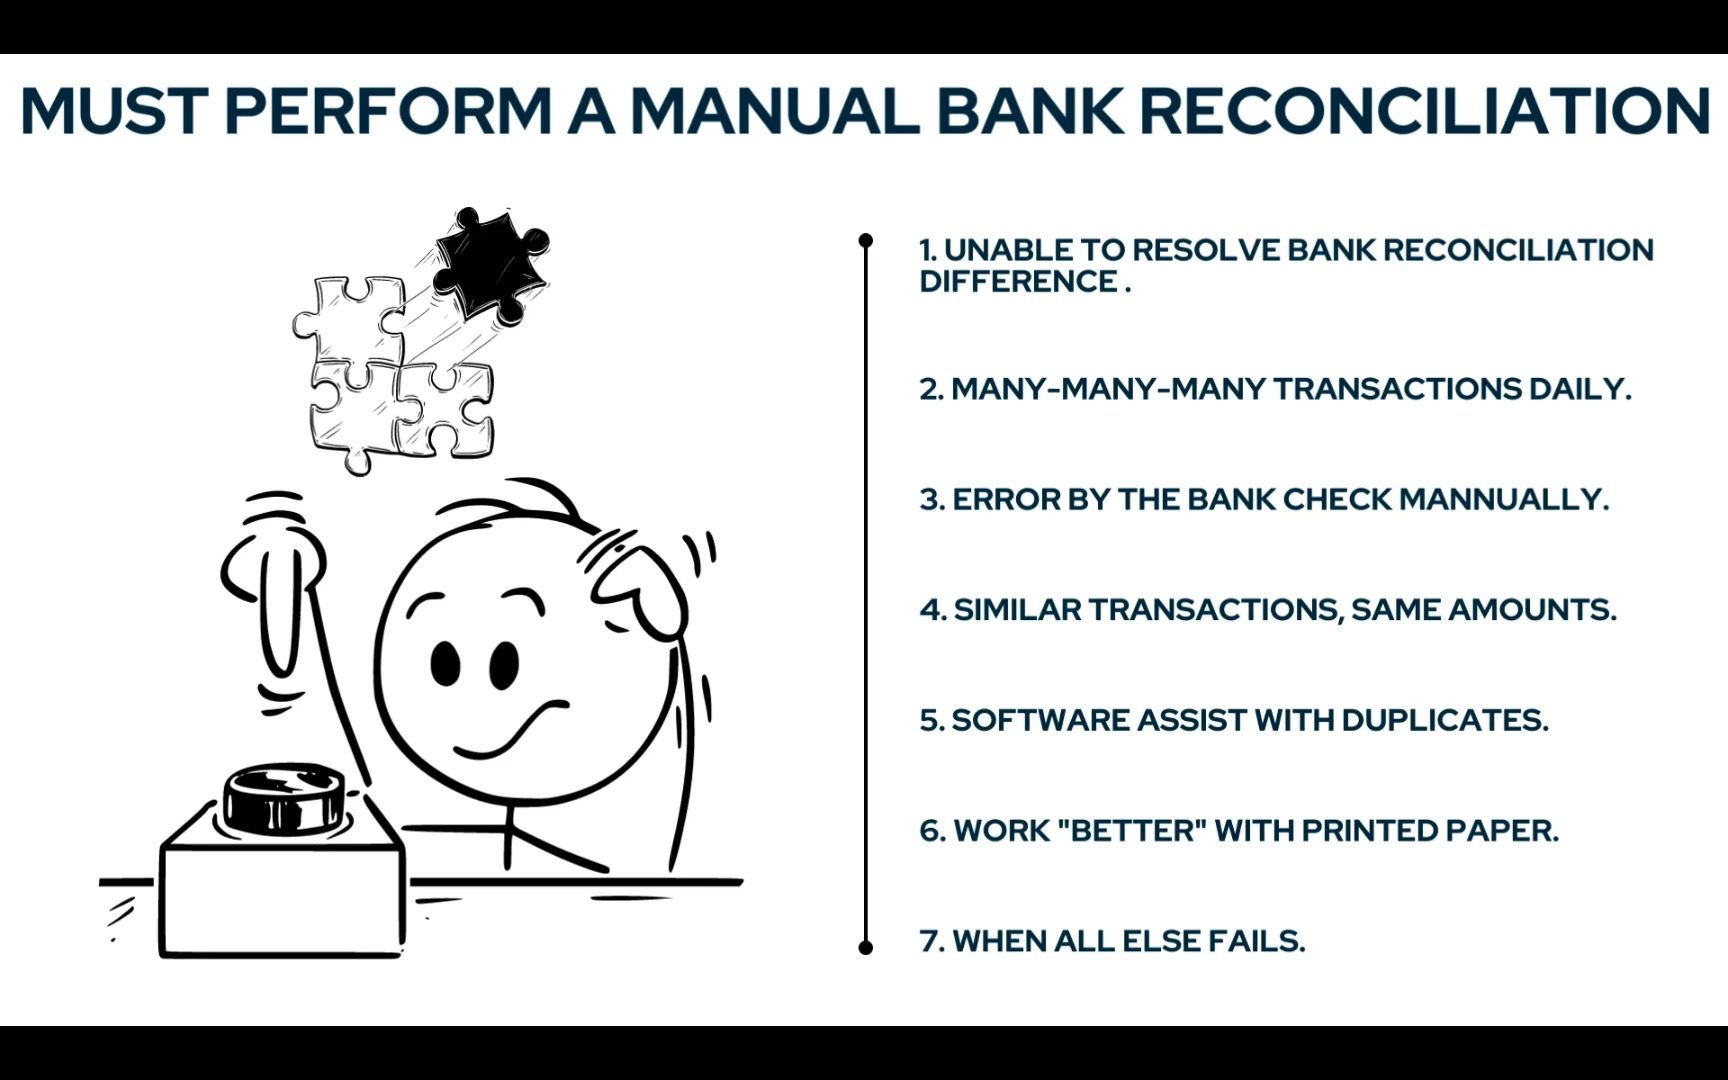 MUST PERFORM A MANUAL BANK RECONCILIATION
1. UNABLE TO RESOLVE BANK RECONCILIATION
DIFFERENCE .
2. MANY-MANY-MANY TRANSACTIONS DAILY.
3. ERROR BY THE BANK CHECK MANNUALLY.
4. SIMILAR TRANSACTIONS, SAME AMOUNTS.
5. SOFTWARE ASSIST WITH DUPLICATES.
6. WORK "BETTER" WITH PRINTED PAPER.
7. WHEN ALL ELSE FAILS.